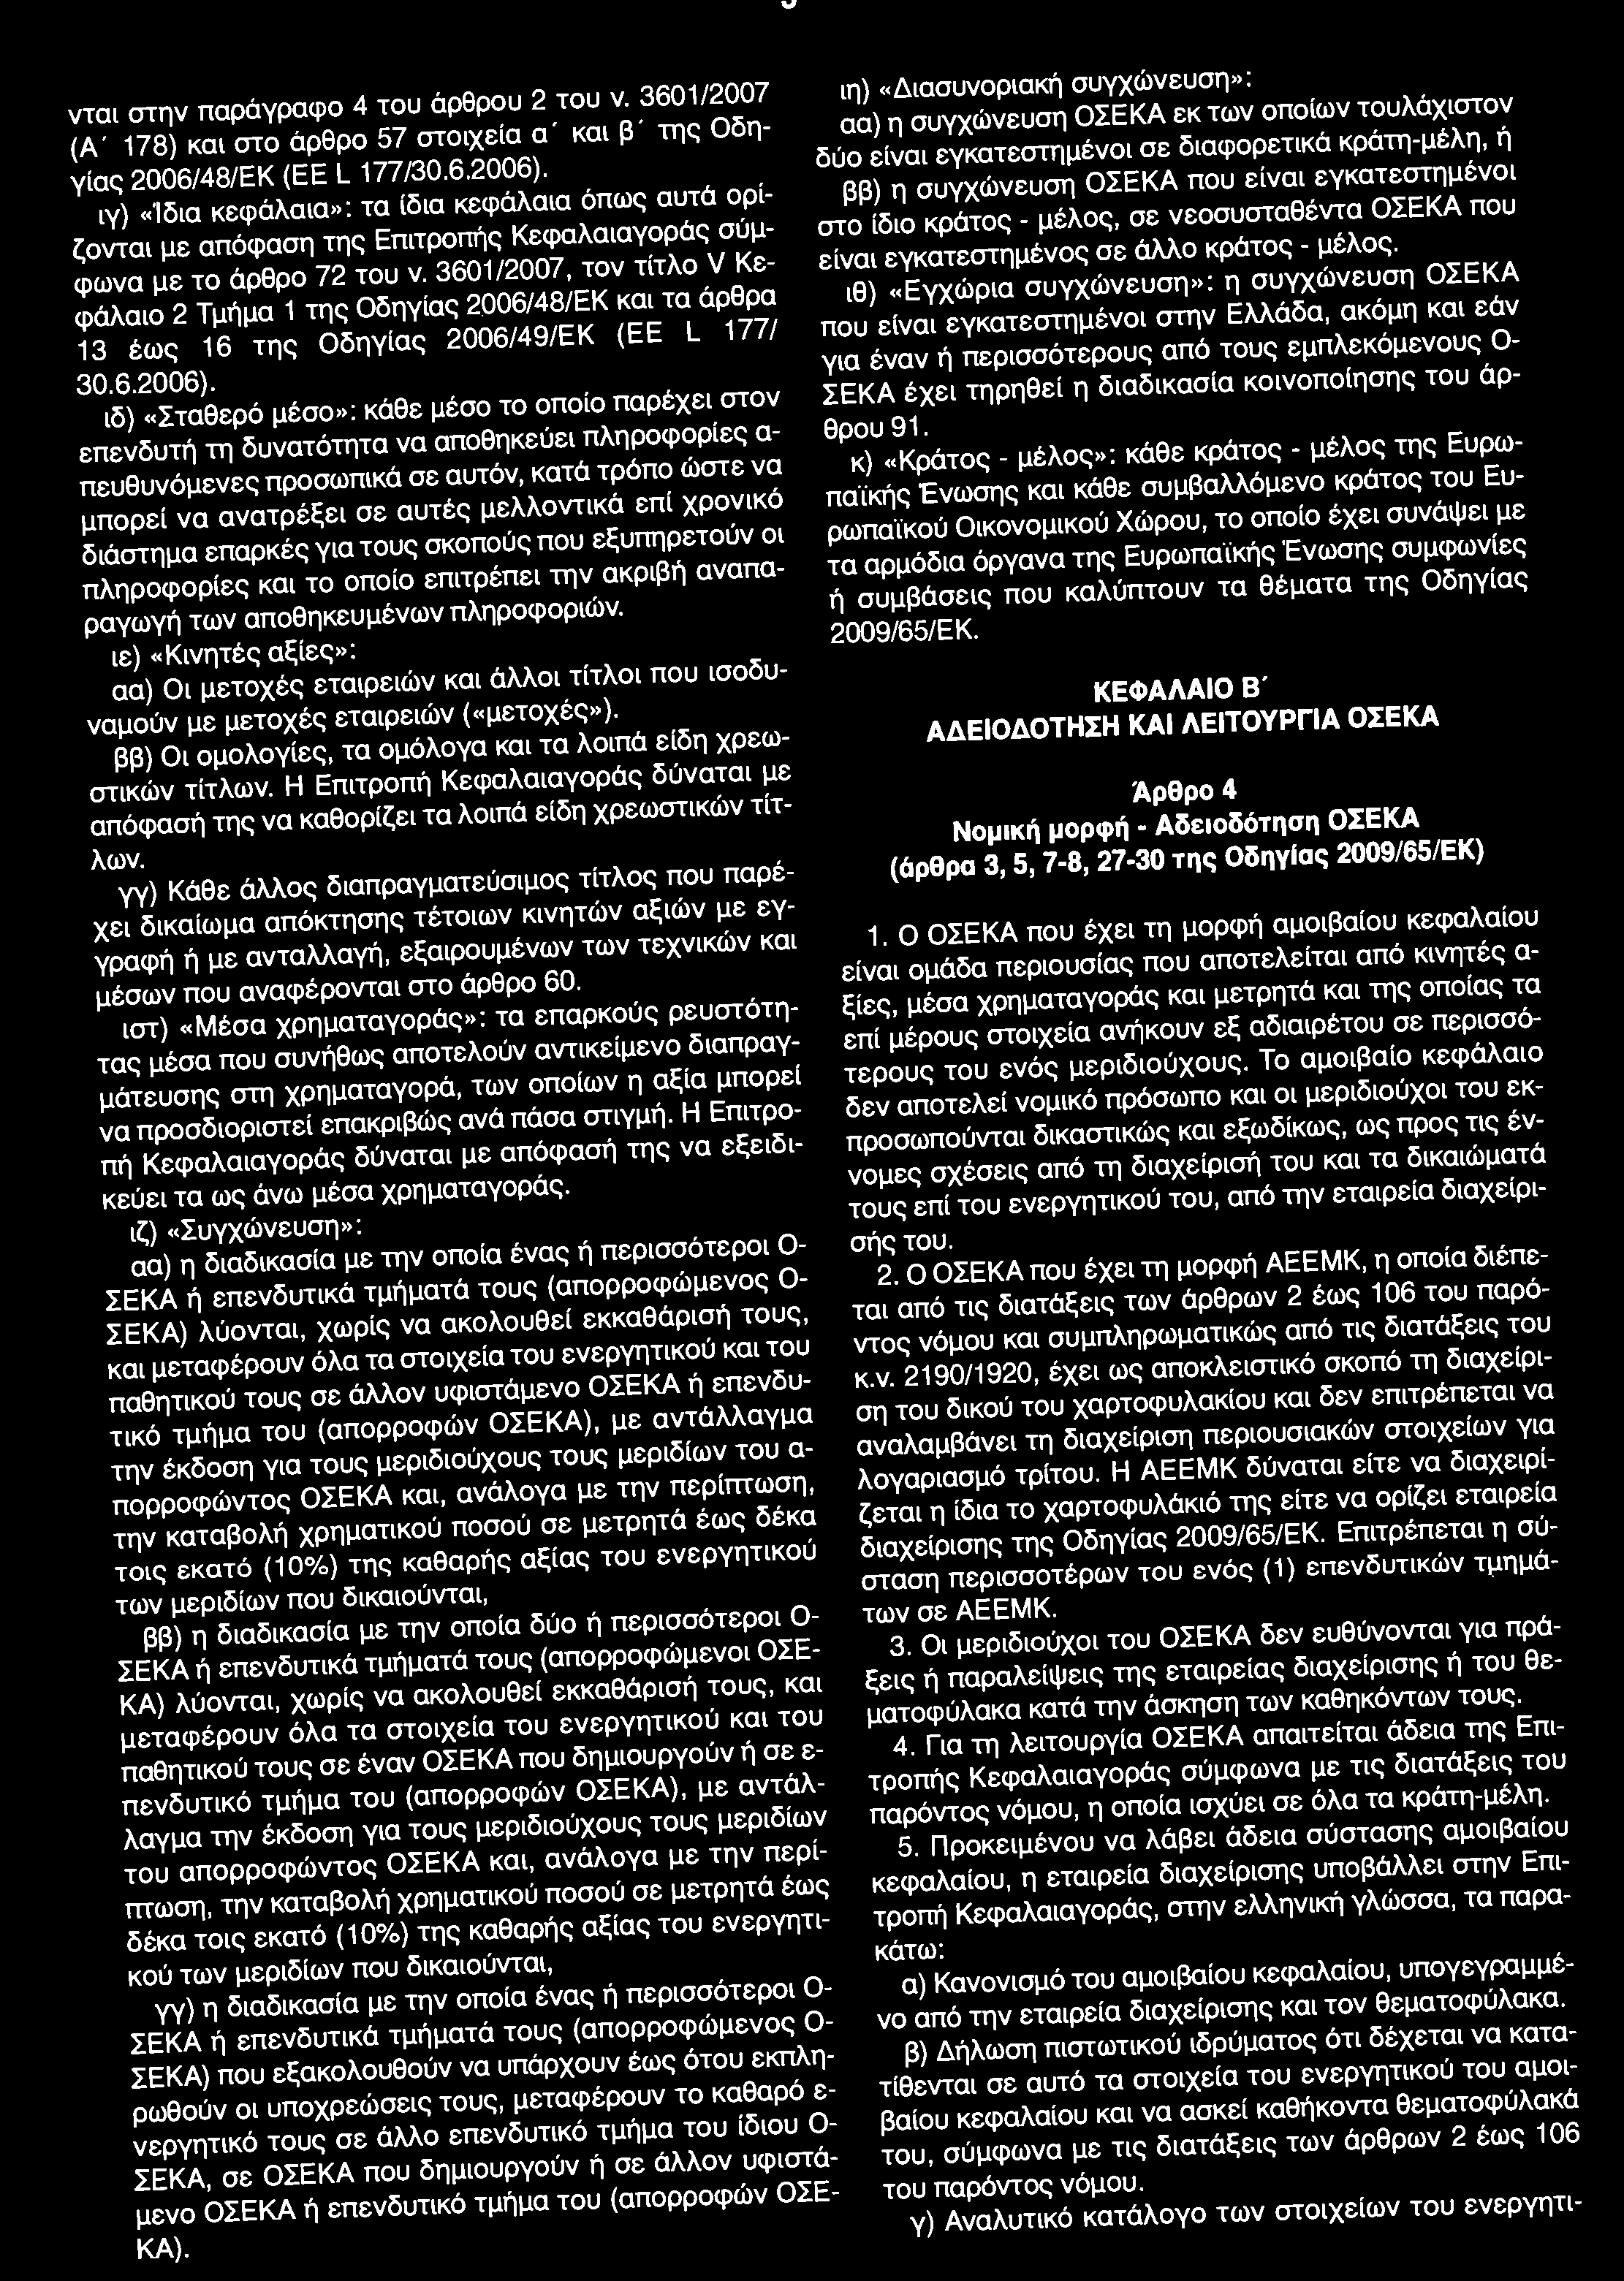 νται στην παράγραφο 4 του άρθρου 2 του ν. 3601/2007
(Α΄ 178) και στο άρθρο 57 στοιχεία α΄ και β΄ της Οδη-
γίας 2006/48/ΕΚ (ΕΕ L 177/30.6.2006).
ιγ) «Ίδια κεφάλαια»: τα ίδια κεφάλαια όπως αυτά ορί-
ζονται με απόφαση της Επιτροπής Κεφαλαιαγοράς σύμ-
φωνα με το άρθρο 72 του ν. 3601/2007, τον τίτλο V Κε-
φάλαιο 2 Τμήμα 1 της Οδηγίας 2006/48/ΕΚ και τα άρθρα
13 έως 16 της Οδηγίας 2006/49/ΕΚ (ΕΕ L 177/
30.6.2006).
ιδ) «Σταθερό μέσο»: κάθε μέσο το οποίο παρέχει στον
επενδυτή τη δυνατότητα να αποθηκεύει πληροφορίες α-
πευθυνόμενες προσωπικά σε αυτόν, κατά τρόπο ώστε να
μπορεί να ανατρέξει σε αυτές μελλοντικά επί χρονικό
διάστημα επαρκές για τους σκοπούς που εξυπηρετούν οι
πληροφορίες και το οποίο επιτρέπει την ακριβή αναπα-
ραγωγή των αποθηκευμένων πληροφοριών.
ιε) «Κινητές αξίες»:
αα) Οι μετοχές εταιρειών και άλλοι τίτλοι που ισοδυ-
ναμούν με μετοχές εταιρειών («μετοχές»).
ββ) Οι ομολογίες, τα ομόλογα και τα λοιπά είδη χρεω-
στικών τίτλων. Η Επιτροπή Κεφαλαιαγοράς δύναται με
απόφασή της να καθορίζει τα λοιπά είδη χρεωστικών τίτ-
λων.
γγ) Κάθε άλλος διαπραγματεύσιμος τίτλος που παρέ-
χει δικαίωμα απόκτησης τέτοιων κινητών αξιών με εγ-
γραφή ή με ανταλλαγή, εξαιρουμένων των τεχνικών και
μέσων που αναφέρονται στο άρθρο 60.
ιστ) «Μέσα χρηματαγοράς»: τα επαρκούς ρευστότη-
τας μέσα που συνήθως αποτελούν αντικείμενο διαπραγ-
μάτευσης στη χρηματαγορά, των οποίων η αξία μπορεί
να προσδιοριστεί επακριβώς ανά πάσα στιγμή. Η Επιτρο-
πή Κεφαλαιαγοράς δύναται με απόφασή της να εξειδι-
κεύει τα ως άνω μέσα χρηματαγοράς.
ιζ) «Συγχώνευση»:
αα) η διαδικασία με την οποία ένας ή περισσότεροι Ο-
ΣΕΚΑ ή επενδυτικά τμήματά τους (απορροφώμενος Ο-
ΣΕΚΑ) λύονται, χωρίς να ακολουθεί εκκαθάρισή τους,
και μεταφέρουν όλα τα στοιχεία του ενεργητικού και του
παθητικού τους σε άλλον υφιστάμενο ΟΣΕΚΑ ή επενδυ-
τικό τμήμα του (απορροφών ΟΣΕΚΑ), με αντάλλαγμα
την έκδοση για τους μεριδιούχους τους μεριδίων του α-
πορροφώντος ΟΣΕΚΑ και, ανάλογα με την περίπτωση,
την καταβολή χρηματικού ποσού σε μετρητά έως δέκα
τοις εκατό (10%) της καθαρής αξίας του ενεργητικού
των μεριδίων που δικαιούνται,
ββ) η διαδικασία με την οποία δύο ή περισσότεροι Ο-
ΣΕΚΑ ή επενδυτικά τμήματά τους (απορροφώμενοι ΟΣΕ-
ΚΑ) λύονται, χωρίς να ακολουθεί εκκαθάρισή τους, και
μεταφέρουν όλα τα στοιχεία του ενεργητικού και του
παθητικού τους σε έναν ΟΣΕΚΑ που δημιουργούν ή σε ε-
πενδυτικό τμήμα του (απορροφών ΟΣΕΚΑ), με αντάλ-
λαγμα την έκδοση για τους μεριδιούχους τους μεριδίων
του απορροφώντος ΟΣΕΚΑ και, ανάλογα με την περί-
πτωση, την καταβολή χρηματικού ποσού σε μετρητά έως
δέκα τοις εκατό (10%) της καθαρής αξίας του ενεργητι-
κού των μεριδίων που δικαιούνται,
γγ) η διαδικασία με την οποία ένας ή περισσότεροι Ο-
ΣΕΚΑ ή επενδυτικά τμήματά τους (απορροφώμενος Ο-
ΣΕΚΑ) που εξακολουθούν να υπάρχουν έως ότου εκπλη-
ρωθούν οι υποχρεώσεις τους, μεταφέρουν το καθαρό ε-
νεργητικό τους σε άλλο επενδυτικό τμήμα του ίδιου Ο-
ΣΕΚΑ, σε ΟΣΕΚΑ που δημιουργούν ή σε άλλον υφιστά-
μενο ΟΣΕΚΑ ή επενδυτικό τμήμα του (απορροφών ΟΣΕ-
ΚΑ).
ιη) «Διασυνοριακή συγχώνευση»:
αα) η συγχώνευση ΟΣΕΚΑ εκ των οποίων τουλάχιστον
δύο είναι εγκατεστημένοι σε διαφορετικά κράτη-μέλη, ή
ββ) η συγχώνευση ΟΣΕΚΑ που είναι εγκατεστημένοι
στο ίδιο κράτος - μέλος, σε νεοσυσταθέντα ΟΣΕΚΑ που
είναι εγκατεστημένος σε άλλο κράτος - μέλος.
ιθ) «Εγχώρια συγχώνευση»: η συγχώνευση ΟΣΕΚΑ
που είναι εγκατεστημένοι στην Ελλάδα, ακόμη και εάν
για έναν ή περισσότερους από τους εμπλεκόμενους Ο-
ΣΕΚΑ έχει τηρηθεί η διαδικασία κοινοποίησης του άρ-
θρου 91.
κ) «Κράτος - μέλος»: κάθε κράτος - μέλος της Ευρω-
παϊκής Ένωσης και κάθε συμβαλλόμενο κράτος του Ευ-
ρωπαϊκού Οικονομικού Χώρου, το οποίο έχει συνάψει με
τα αρμόδια όργανα της Ευρωπαϊκής Ένωσης συμφωνίες
ή συμβάσεις που καλύπτουν τα θέματα της Οδηγίας
2009/65/ΕΚ.
ΚΕΦΑΛΑΙΟ Β΄
ΑΔΕΙΟΔΟΤΗΣΗ ΚΑΙ ΛΕΙΤΟΥΡΓΙΑ ΟΣΕΚΑ
Άρθρο 4
Νομική μορφή - Αδειοδότηση ΟΣΕΚΑ
(άρθρα 3, 5, 7-8, 27-30 της Οδηγίας 2009/65/ΕΚ)
1. Ο ΟΣΕΚΑ που έχει τη μορφή αμοιβαίου κεφαλαίου
είναι ομάδα περιουσίας που αποτελείται από κινητές α-
ξίες, μέσα χρηματαγοράς και μετρητά και της οποίας τα
επί μέρους στοιχεία ανήκουν εξ αδιαιρέτου σε περισσό-
τερους του ενός μεριδιούχους. Το αμοιβαίο κεφάλαιο
δεν αποτελεί νομικό πρόσωπο και οι μεριδιούχοι του εκ-
προσωπούνται δικαστικώς και εξωδίκως, ως προς τις έν-
νομες σχέσεις από τη διαχείρισή του και τα δικαιώματά
τους επί του ενεργητικού του, από την εταιρεία διαχείρι-
σής του.
2. Ο ΟΣΕΚΑ που έχει τη μορφή ΑΕΕΜΚ, η οποία διέπε-
ται από τις διατάξεις των άρθρων 2 έως 106 του παρό-
ντος νόμου και συμπληρωματικώς από τις διατάξεις του
κ.ν. 2190/1920, έχει ως αποκλειστικό σκοπό τη διαχείρι-
ση του δικού του χαρτοφυλακίου και δεν επιτρέπεται να
αναλαμβάνει τη διαχείριση περιουσιακών στοιχείων για
λογαριασμό τρίτου. Η ΑΕΕΜΚ δύναται είτε να διαχειρί-
ζεται η ίδια το χαρτοφυλάκιό της είτε να ορίζει εταιρεία
διαχείρισης της Οδηγίας 2009/65/ΕΚ. Επιτρέπεται η σύ-
σταση περισσοτέρων του ενός (1) επενδυτικών τμημά-
των σε ΑΕΕΜΚ.
3. Οι μεριδιούχοι του ΟΣΕΚΑ δεν ευθύνονται για πρά-
ξεις ή παραλείψεις της εταιρείας διαχείρισης ή του θε-
ματοφύλακα κατά την άσκηση των καθηκόντων τους.
4. Για τη λειτουργία ΟΣΕΚΑ απαιτείται άδεια της Επι-
τροπής Κεφαλαιαγοράς σύμφωνα με τις διατάξεις του
παρόντος νόμου, η οποία ισχύει σε όλα τα κράτη-μέλη.
5. Προκειμένου να λάβει άδεια σύστασης αμοιβαίου
κεφαλαίου, η εταιρεία διαχείρισης υποβάλλει στην Επι-
τροπή Κεφαλαιαγοράς, στην ελληνική γλώσσα, τα παρα-
κάτω:
α) Κανονισμό του αμοιβαίου κεφαλαίου, υπογεγραμμέ-
νο από την εταιρεία διαχείρισης και τον θεματοφύλακα.
β) Δήλωση πιστωτικού ιδρύματος ότι δέχεται να κατα-
τίθενται σε αυτό τα στοιχεία του ενεργητικού του αμοι-
βαίου κεφαλαίου και να ασκεί καθήκοντα θεματοφύλακά
του, σύμφωνα με τις διατάξεις των άρθρων 2 έως 106
του παρόντος νόμου.
γ) Αναλυτικό κατάλογο των στοιχείων του ενεργητι-